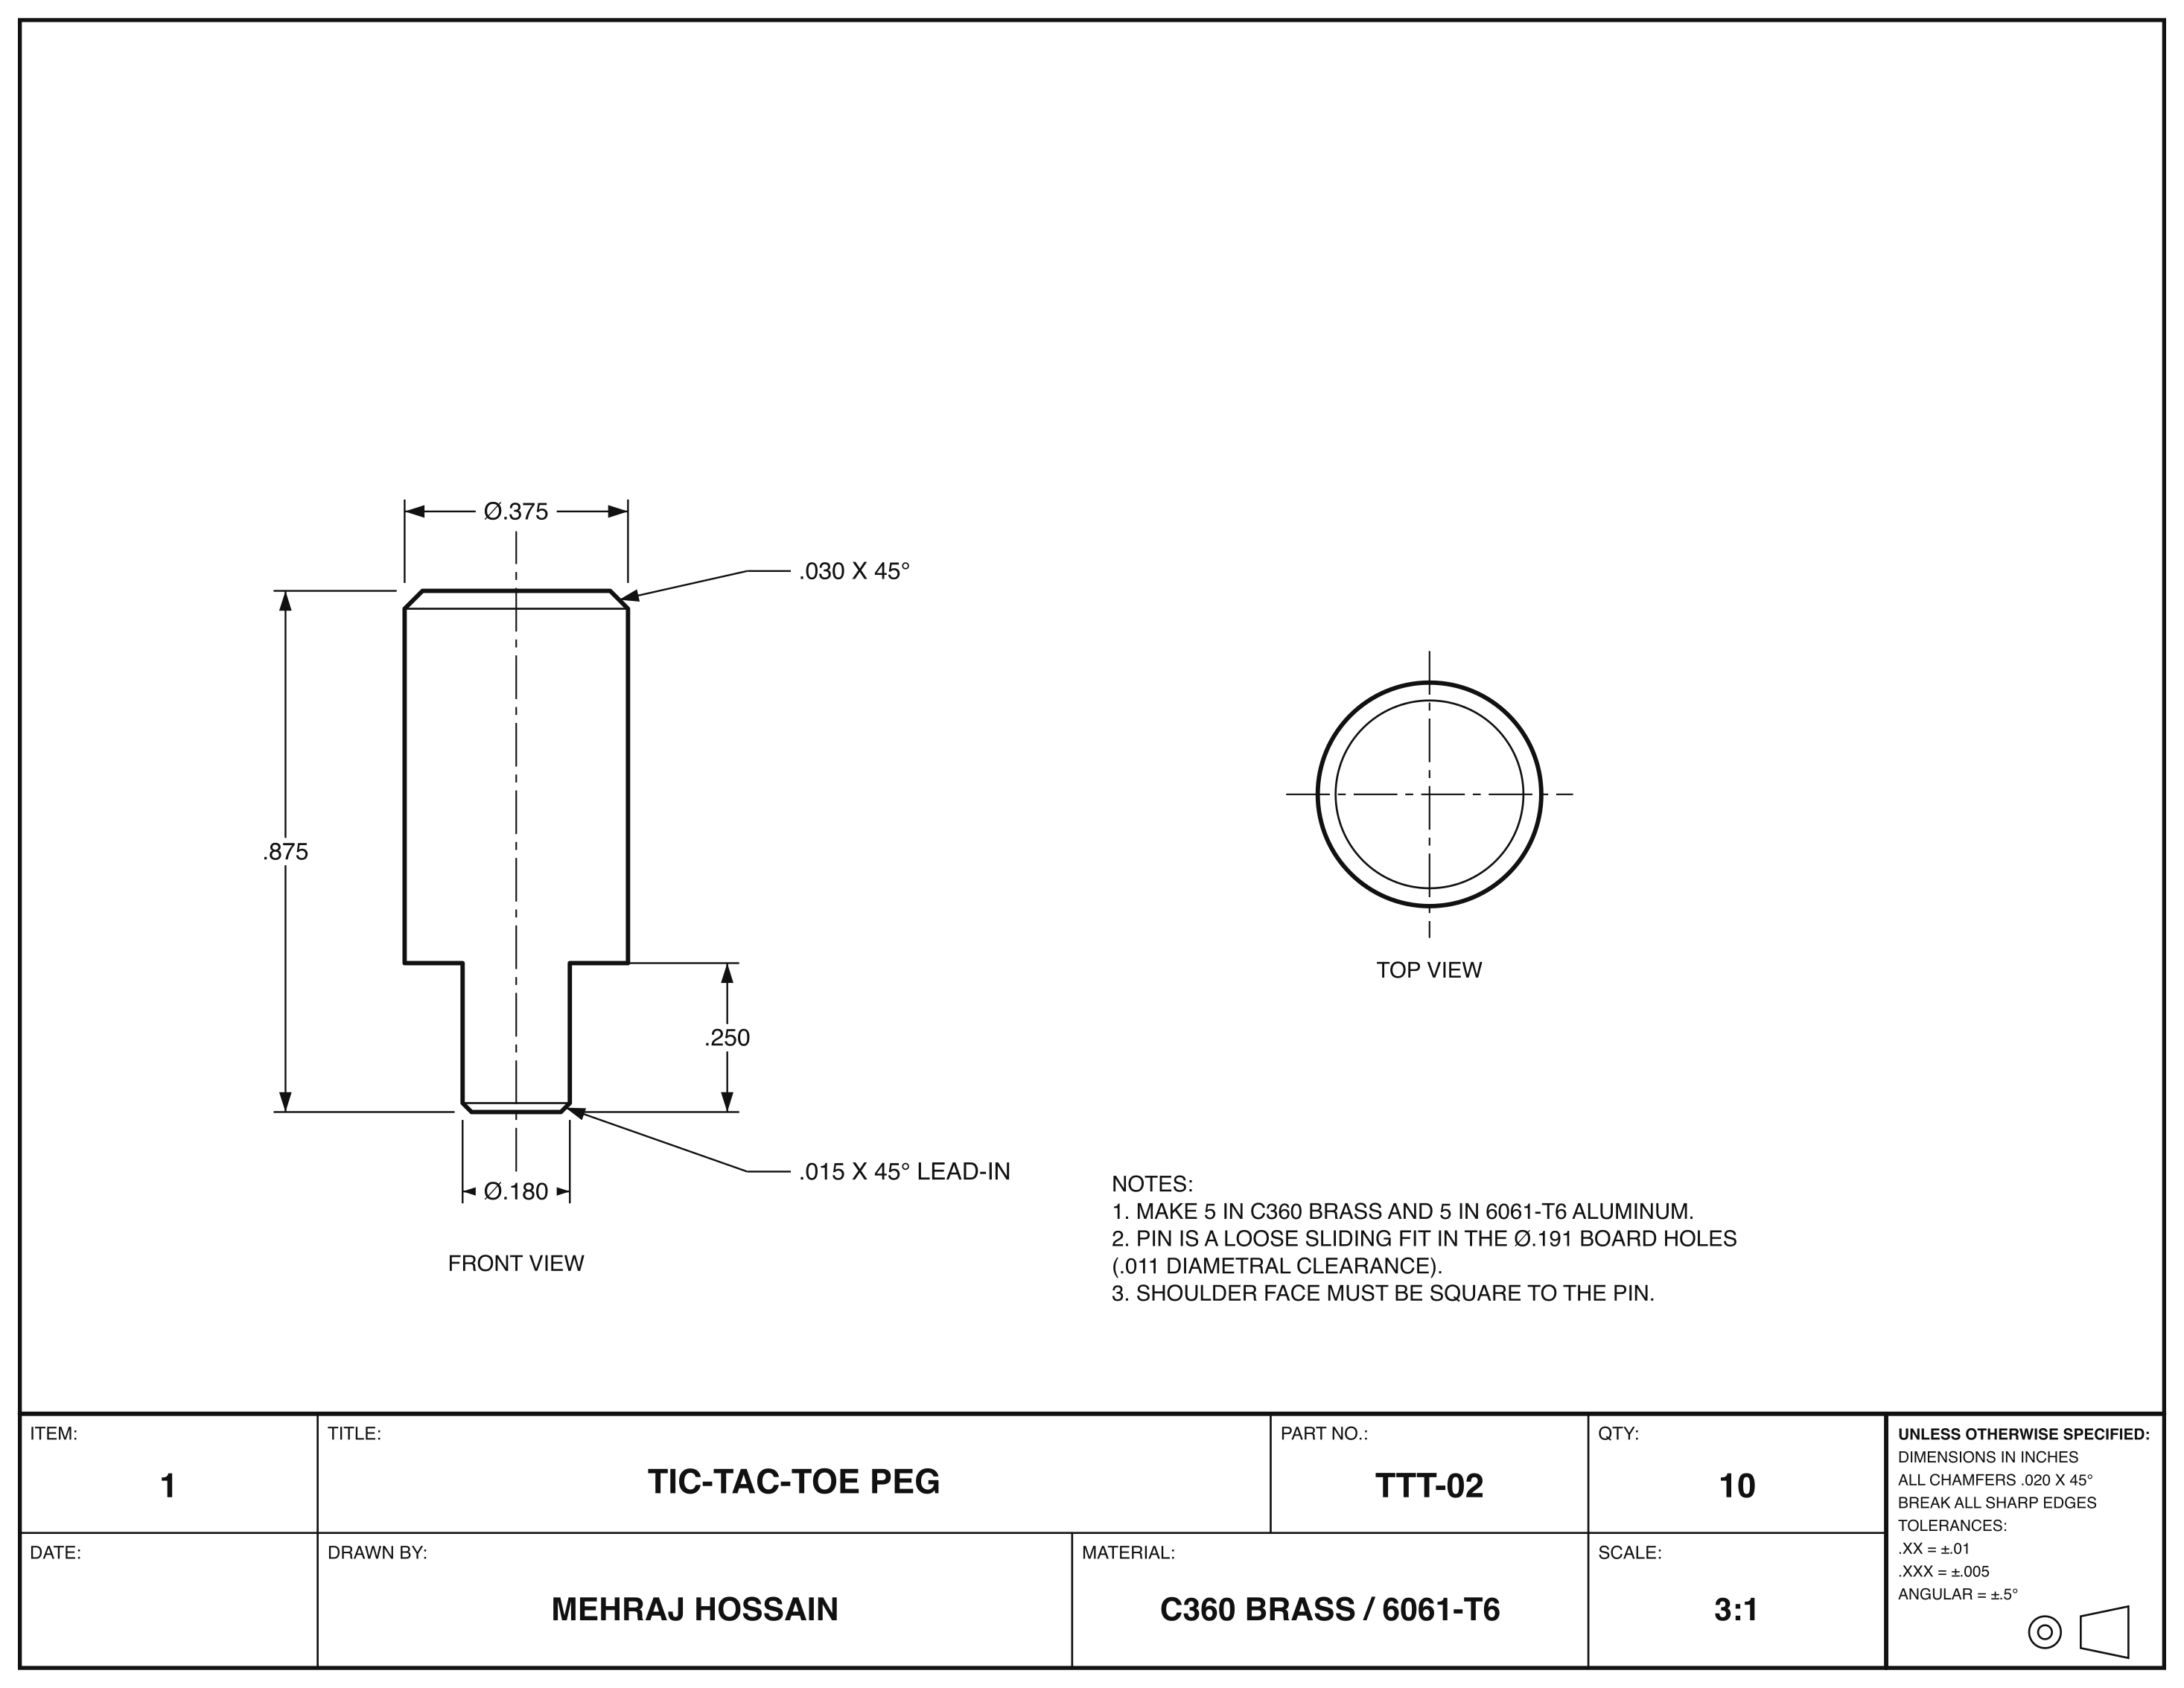 Ø.375
.030 X 45°
.875
.250
.015 X 45° LEAD-IN
Ø.180
FRONT VIEW
TOP VIEW
NOTES:
1. MAKE 5 IN C360 BRASS AND 5 IN 6061-T6 ALUMINUM.
2. PIN IS A LOOSE SLIDING FIT IN THE Ø.191 BOARD HOLES
(.011 DIAMETRAL CLEARANCE).
3. SHOULDER FACE MUST BE SQUARE TO THE PIN.
ITEM:
1
TITLE:
TIC-TAC-TOE PEG
PART NO.:
TTT-02
QTY:
10
DATE:
DRAWN BY:
MEHRAJ HOSSAIN
MATERIAL:
C360 BRASS / 6061-T6
SCALE:
3:1
UNLESS OTHERWISE SPECIFIED:
DIMENSIONS IN INCHES
ALL CHAMFERS .020 X 45°
BREAK ALL SHARP EDGES
TOLERANCES:
.XX = ±.01
.XXX = ±.005
ANGULAR = ±.5°